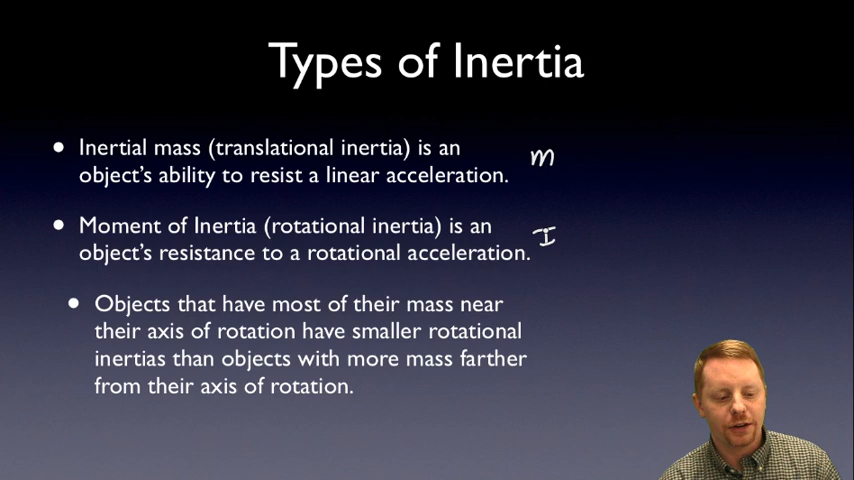 Types of Inertia
• Inertial mass (translational inertia) is an
object's ability to resist a linear acceleration.
m
• Moment of Inertia (rotational inertia) is an
object's resistance to a rotational acceleration.
I
• Objects that have most of their mass near
their axis of rotation have smaller rotational
inertias than objects with more mass farther
from their axis of rotation.